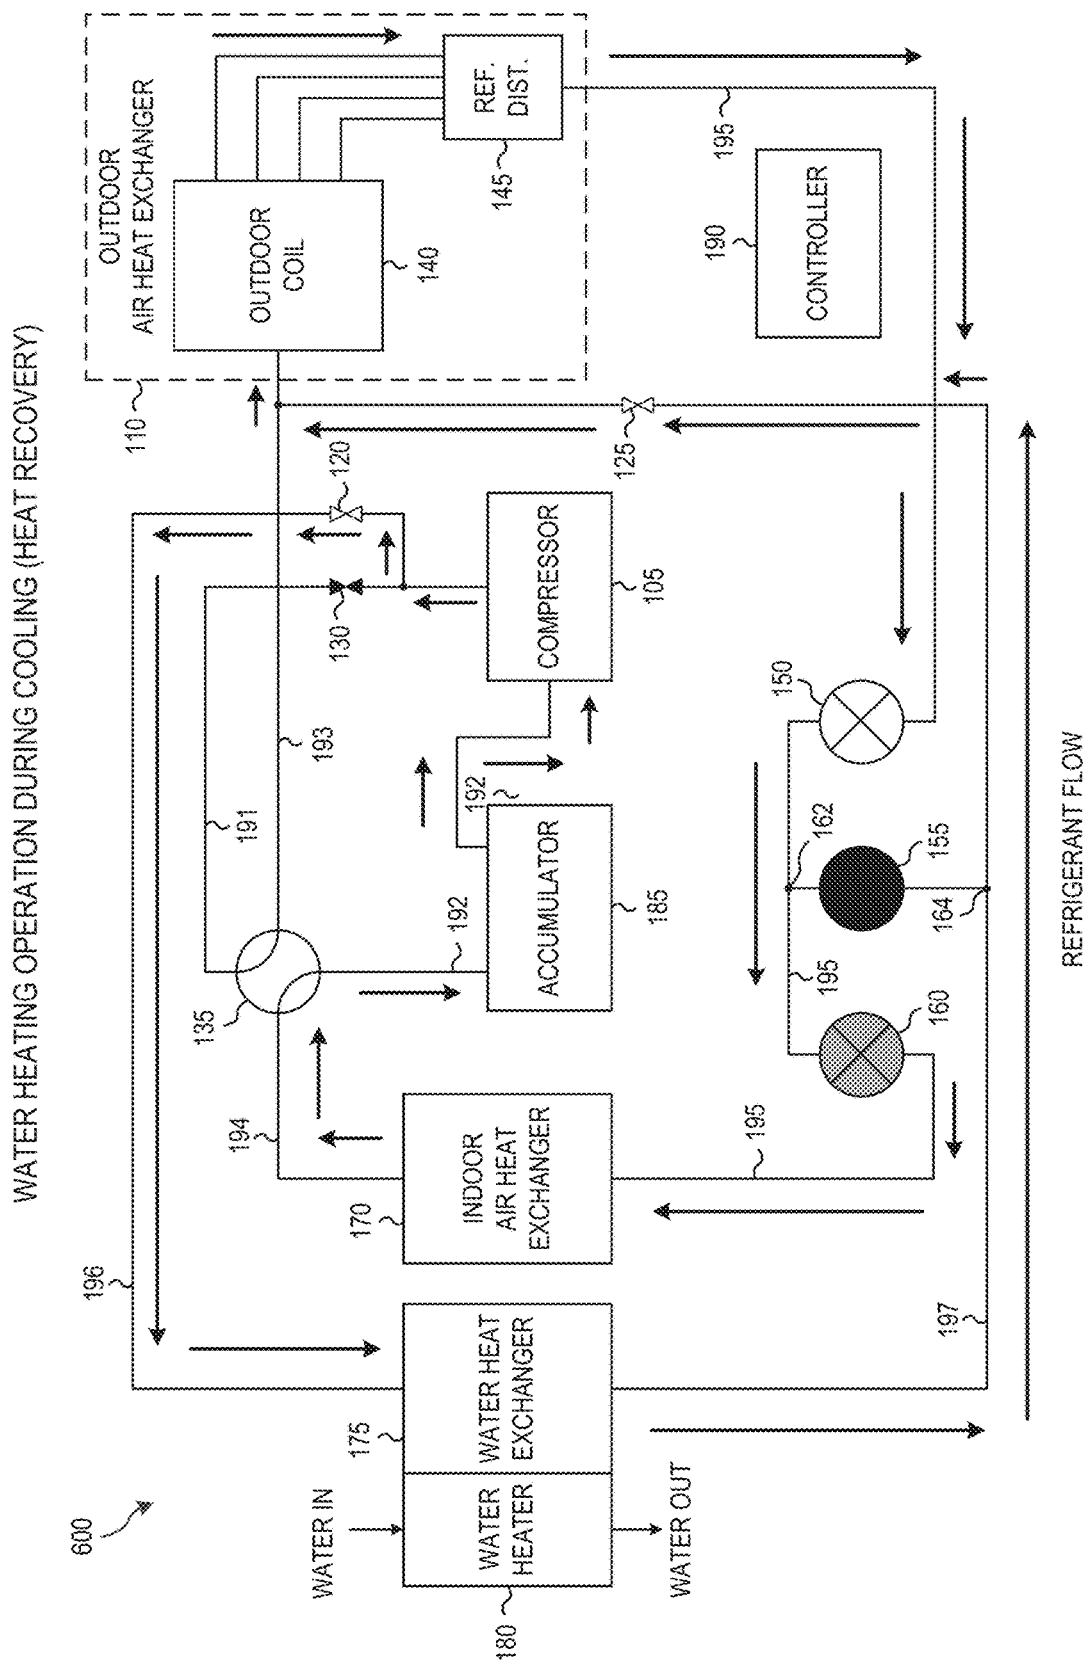 WATER HEATING OPERATION DURING COOLING (HEAT RECOVERY)
600
196
WATER IN
175
180
WATER
HEATER
WATER HEAT
EXCHANGER
WATER OUT
194
170
INDOOR
AIR HEAT
EXCHANGER
195
197
135
191
193
192
192
ACCUMULATOR
185
130
120
COMPRESSOR
105
125
110
OUTDOOR
AIR HEAT EXCHANGER
OUTDOOR
COIL
140
REF.
DIST.
145
195
190
CONTROLLER
150
162
155
164
195
160
REFRIGERANT FLOW